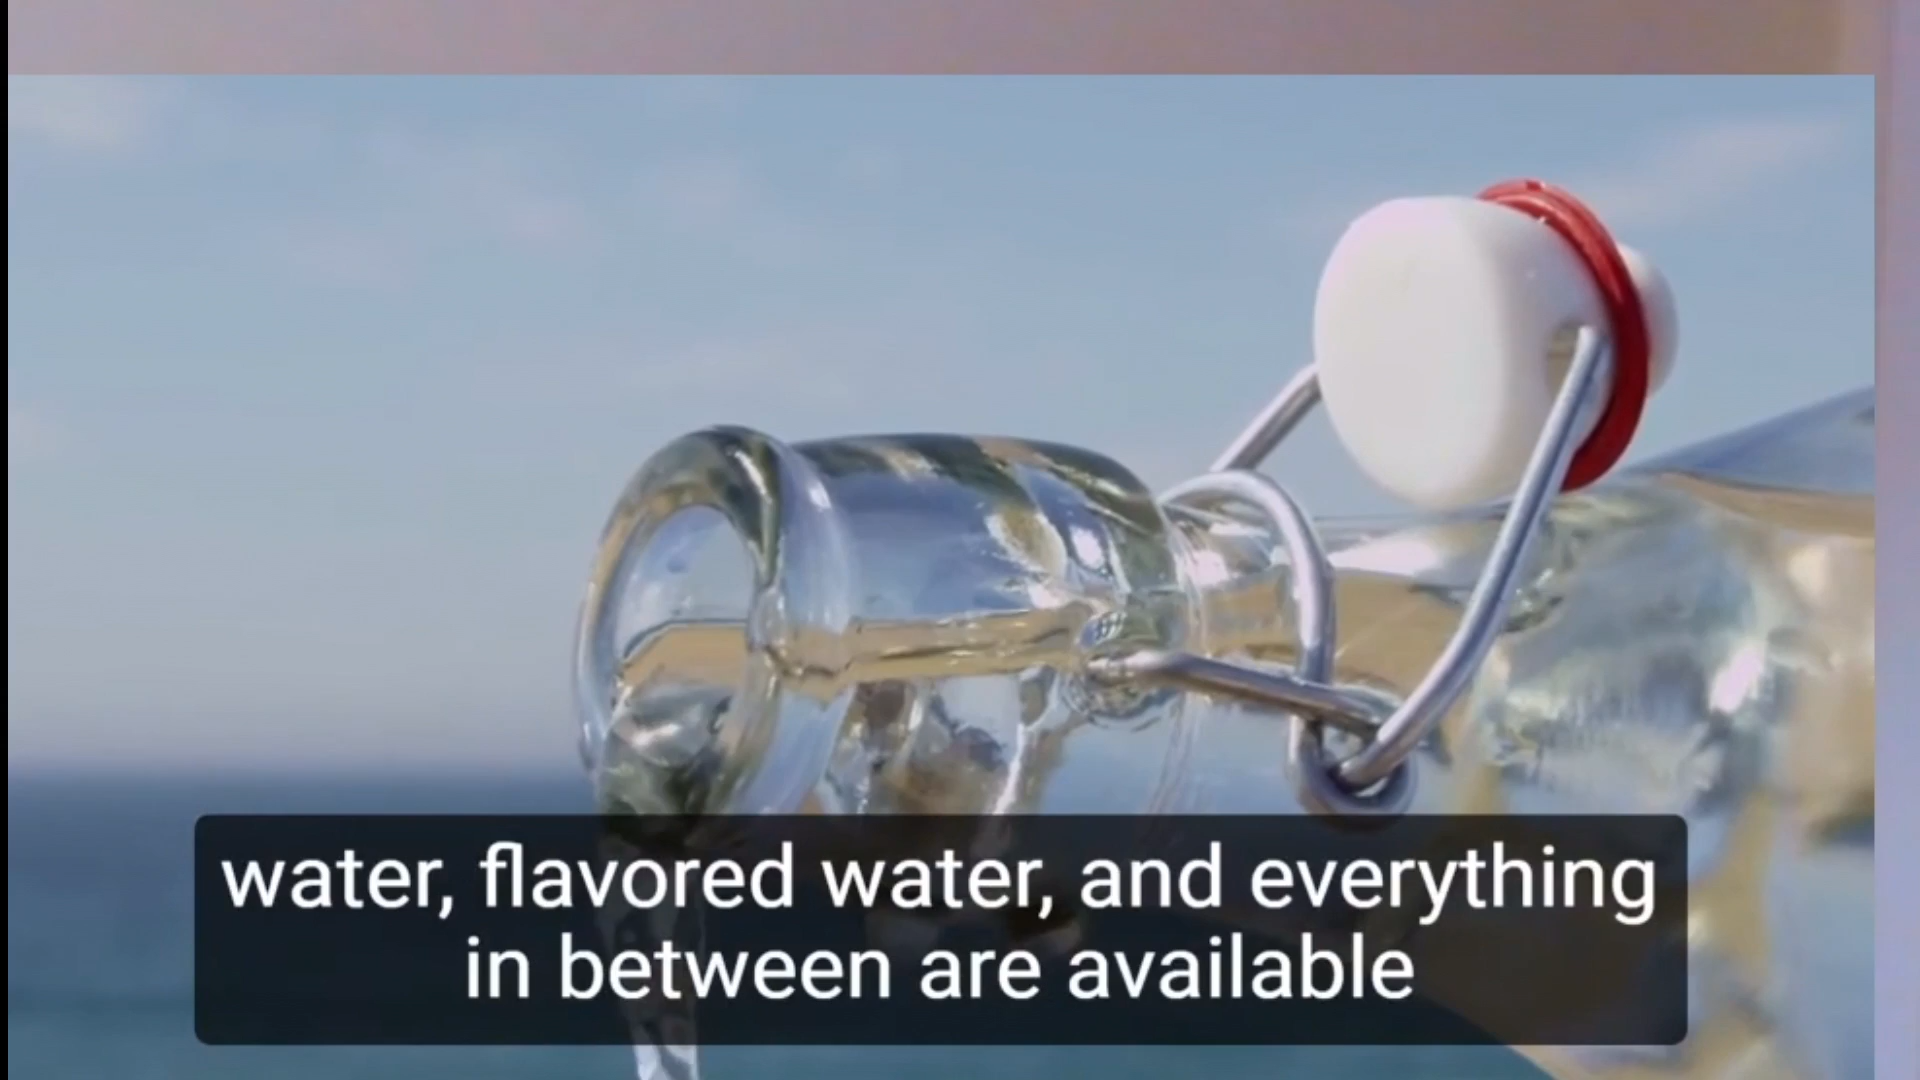 water, flavored water, and everything
in between are available